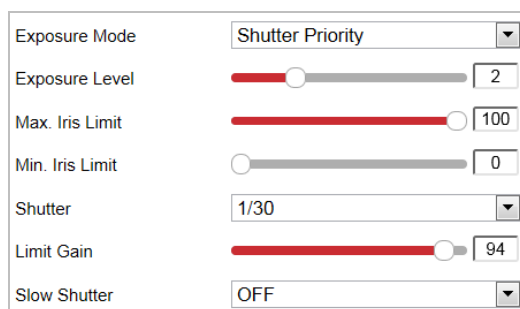 Exposure Mode Shutter Priority
Exposure Level 2
Max. Iris Limit 100
Min. Iris Limit 0
Shutter 1/30
Limit Gain 94
Slow Shutter OFF